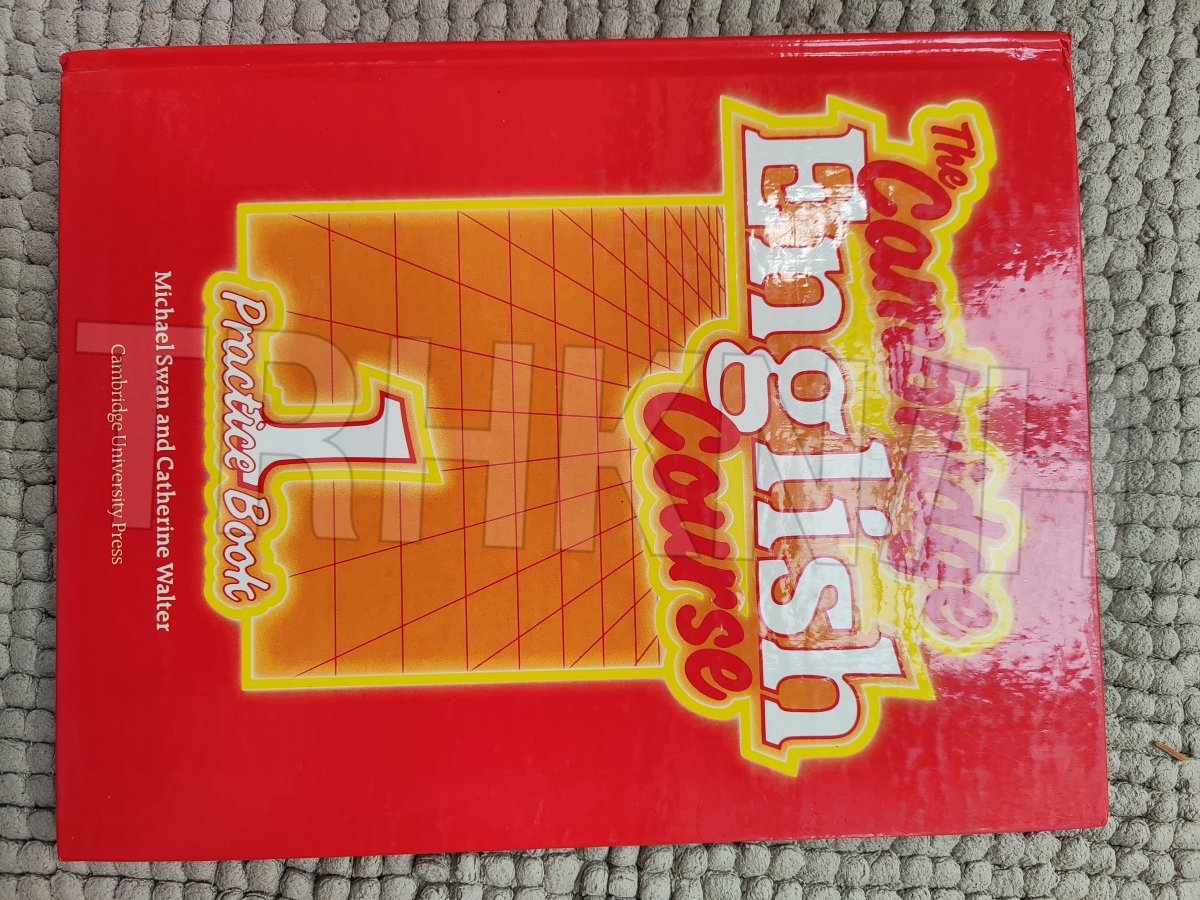 The
Cambridge
English
Course
1
Practice Book
Michael Swan and Catherine Walter
Cambridge University Press